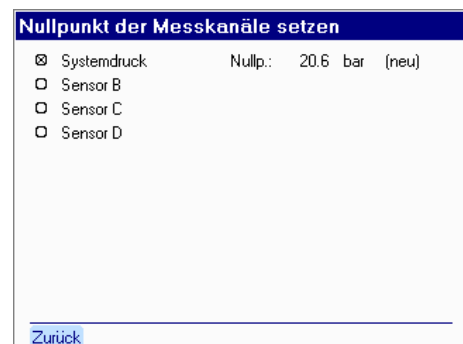 Nullpunkt der Messkanäle setzen
Systemdruck Nullp.: 20.6 bar (neu)
Sensor B
Sensor C
Sensor D
Zurück